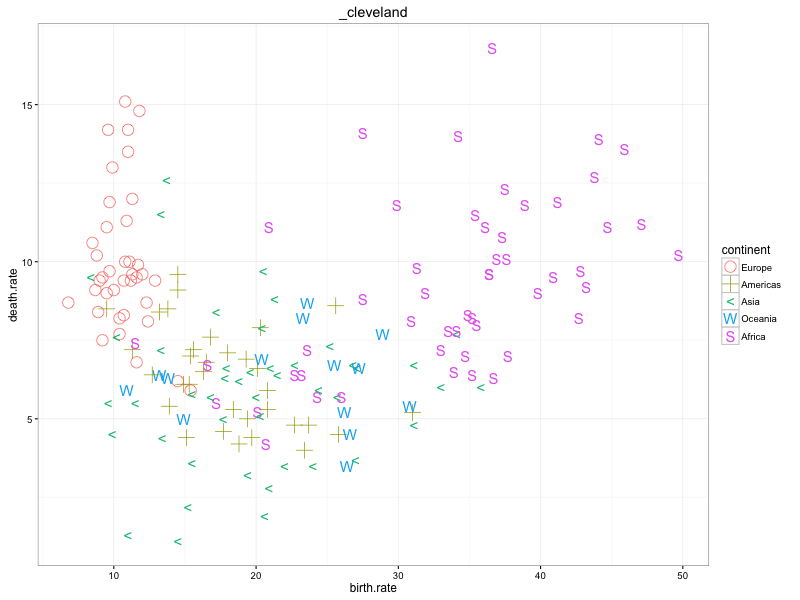 _cleveland
death.rate
15
10
5
10
20
30
40
50
birth.rate
continent
Europe
Americas
< Asia
W Oceania
S Africa